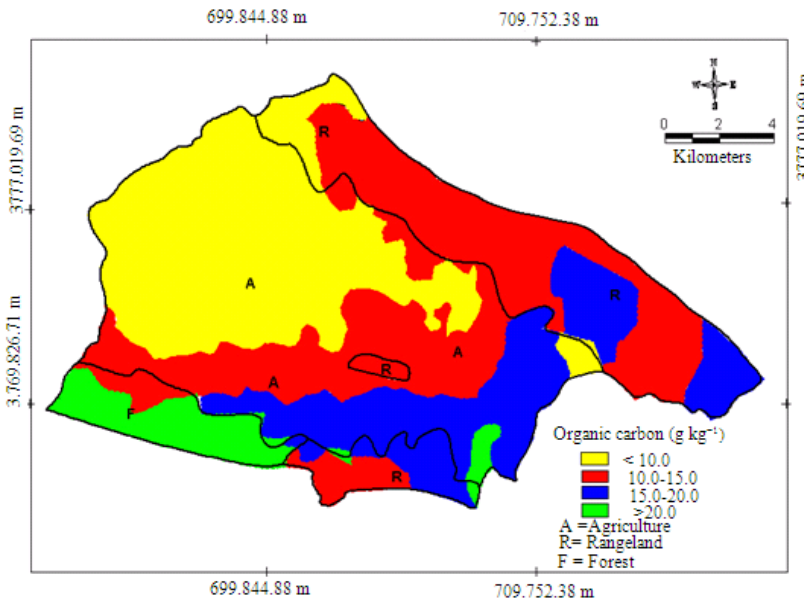 699.844.88 m
709.752.38 m
N
W E
S
0 2 4
Kilometers
3777.019.69 m
3777.019.69 m
R
A
R
A
R
A
F
R
3.769.826.71 m
Organic carbon (g kg⁻¹)
< 10.0
10.0-15.0
15.0-20.0
>20.0
A =Agriculture
R= Rangeland
F = Forest
699.844.88 m
709.752.38 m